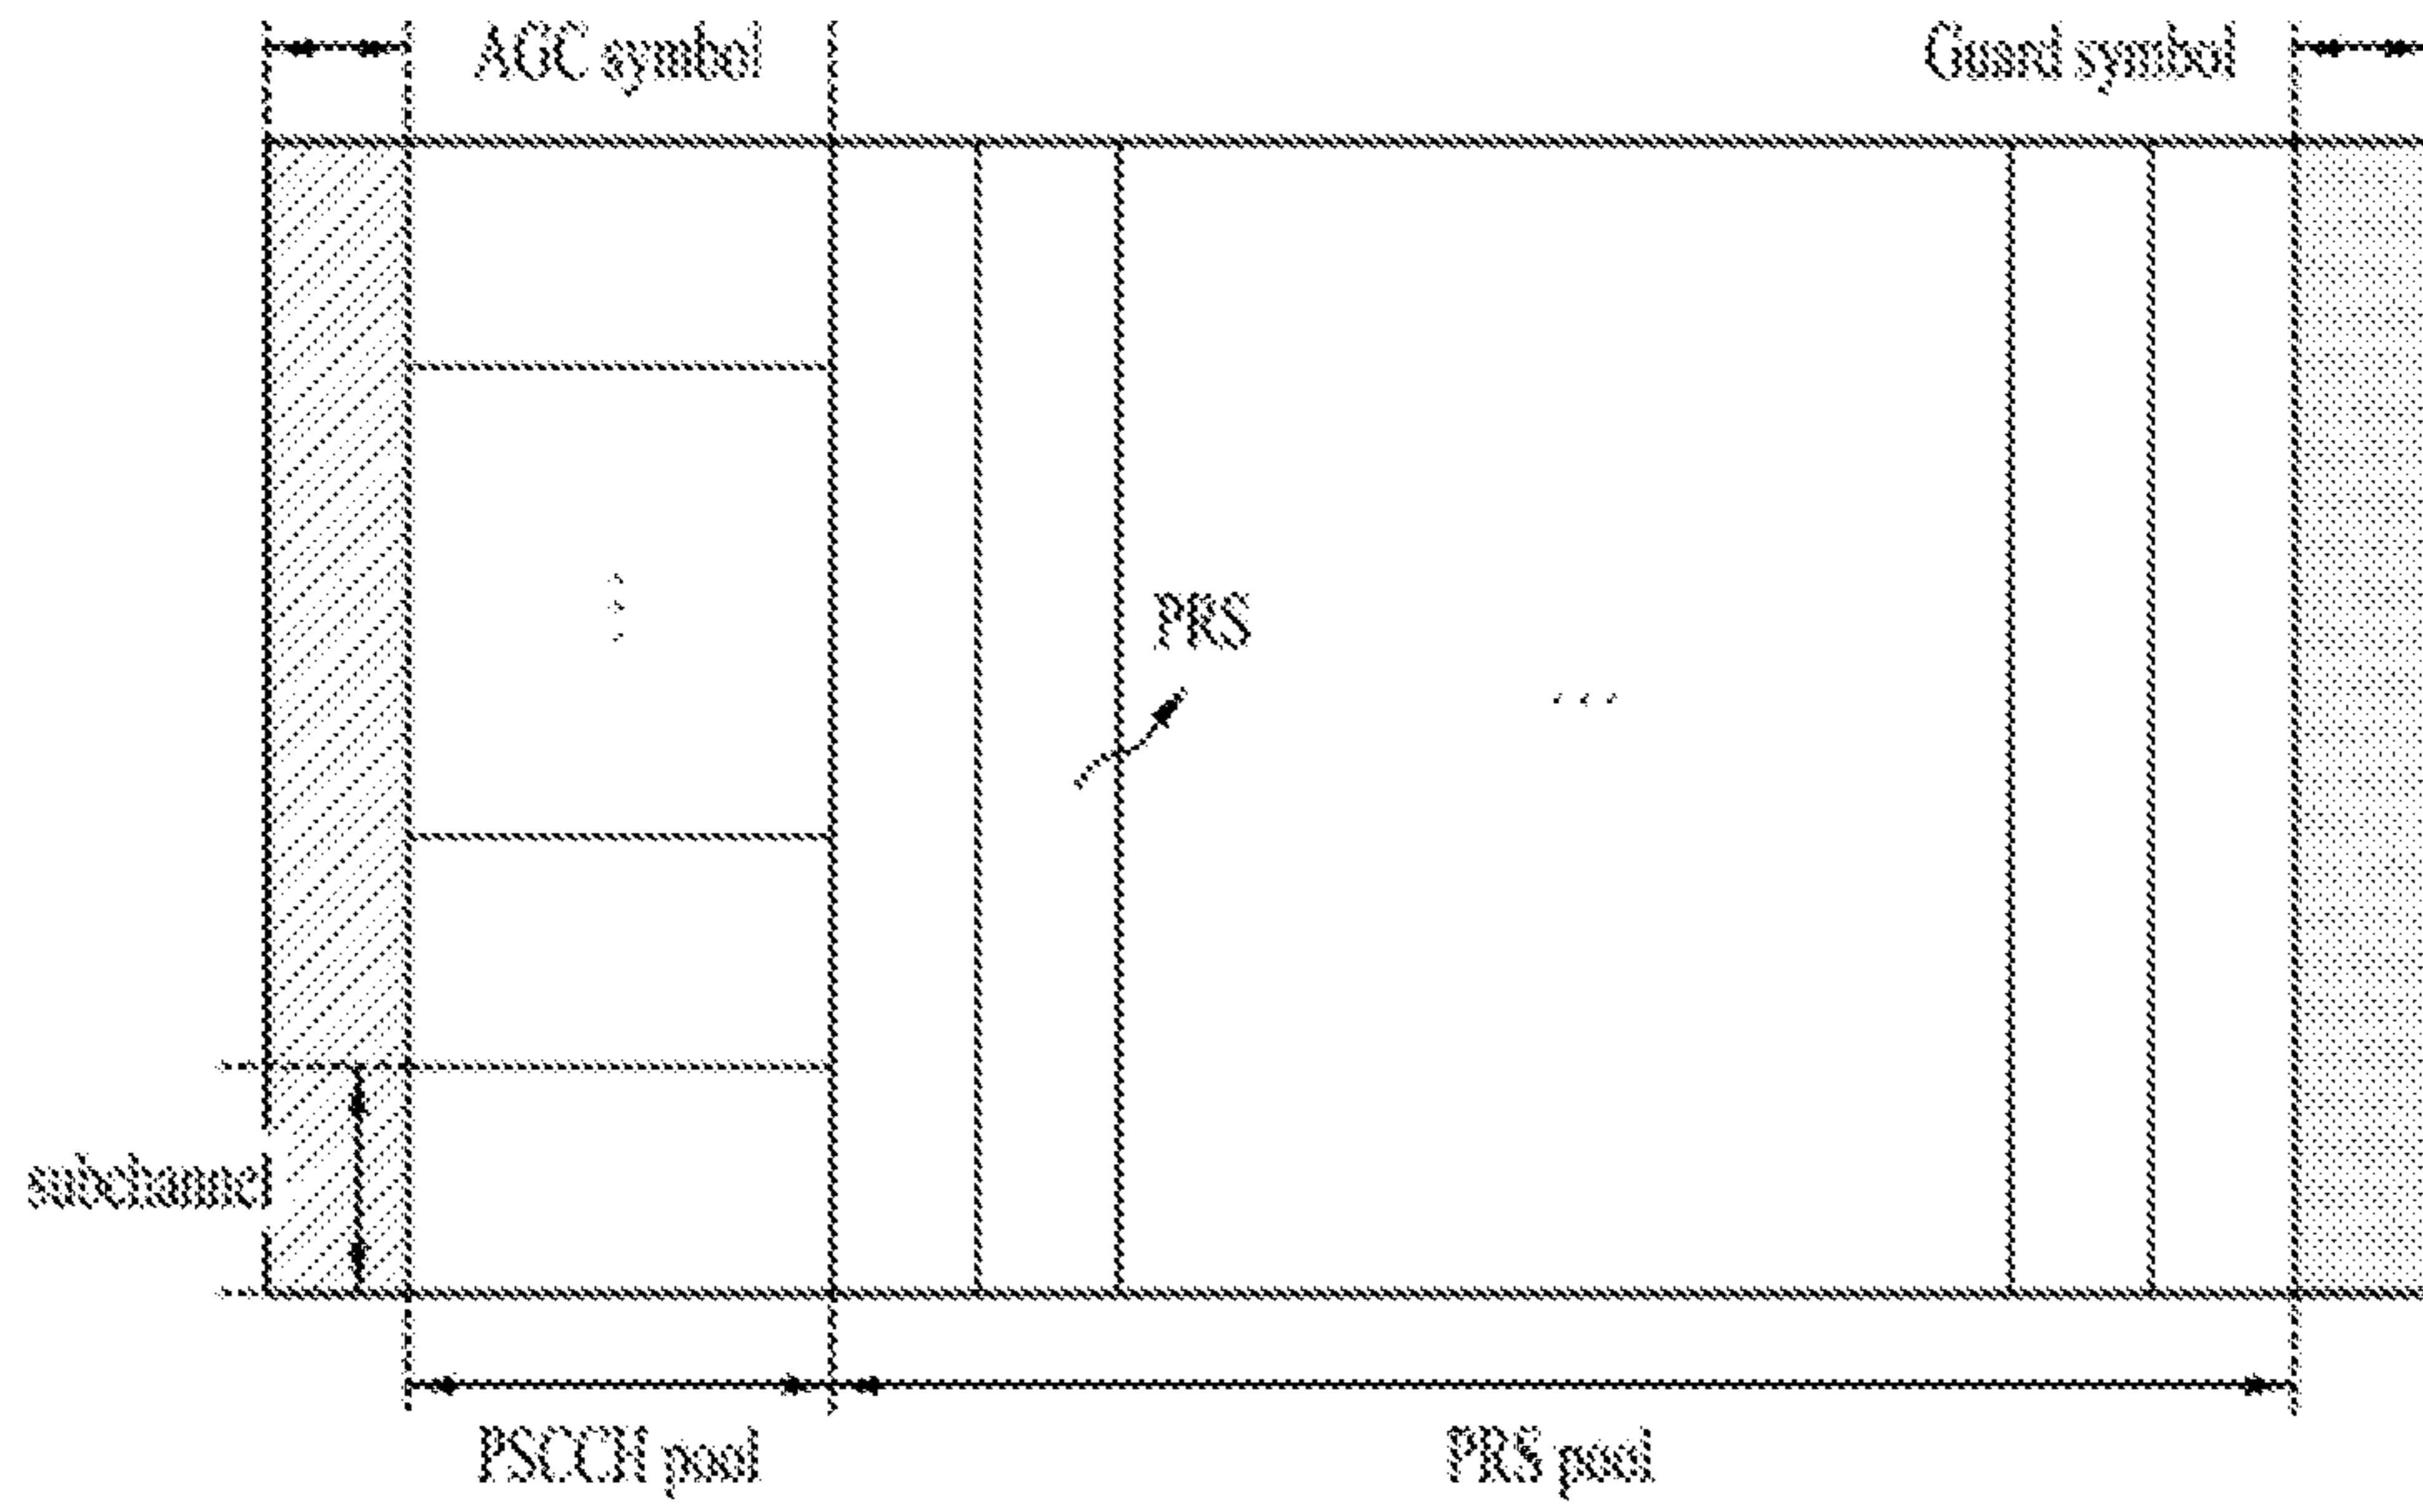 AGC symbol
Guard symbol
PRS
subchannel
PSCCH pool
PRS pool